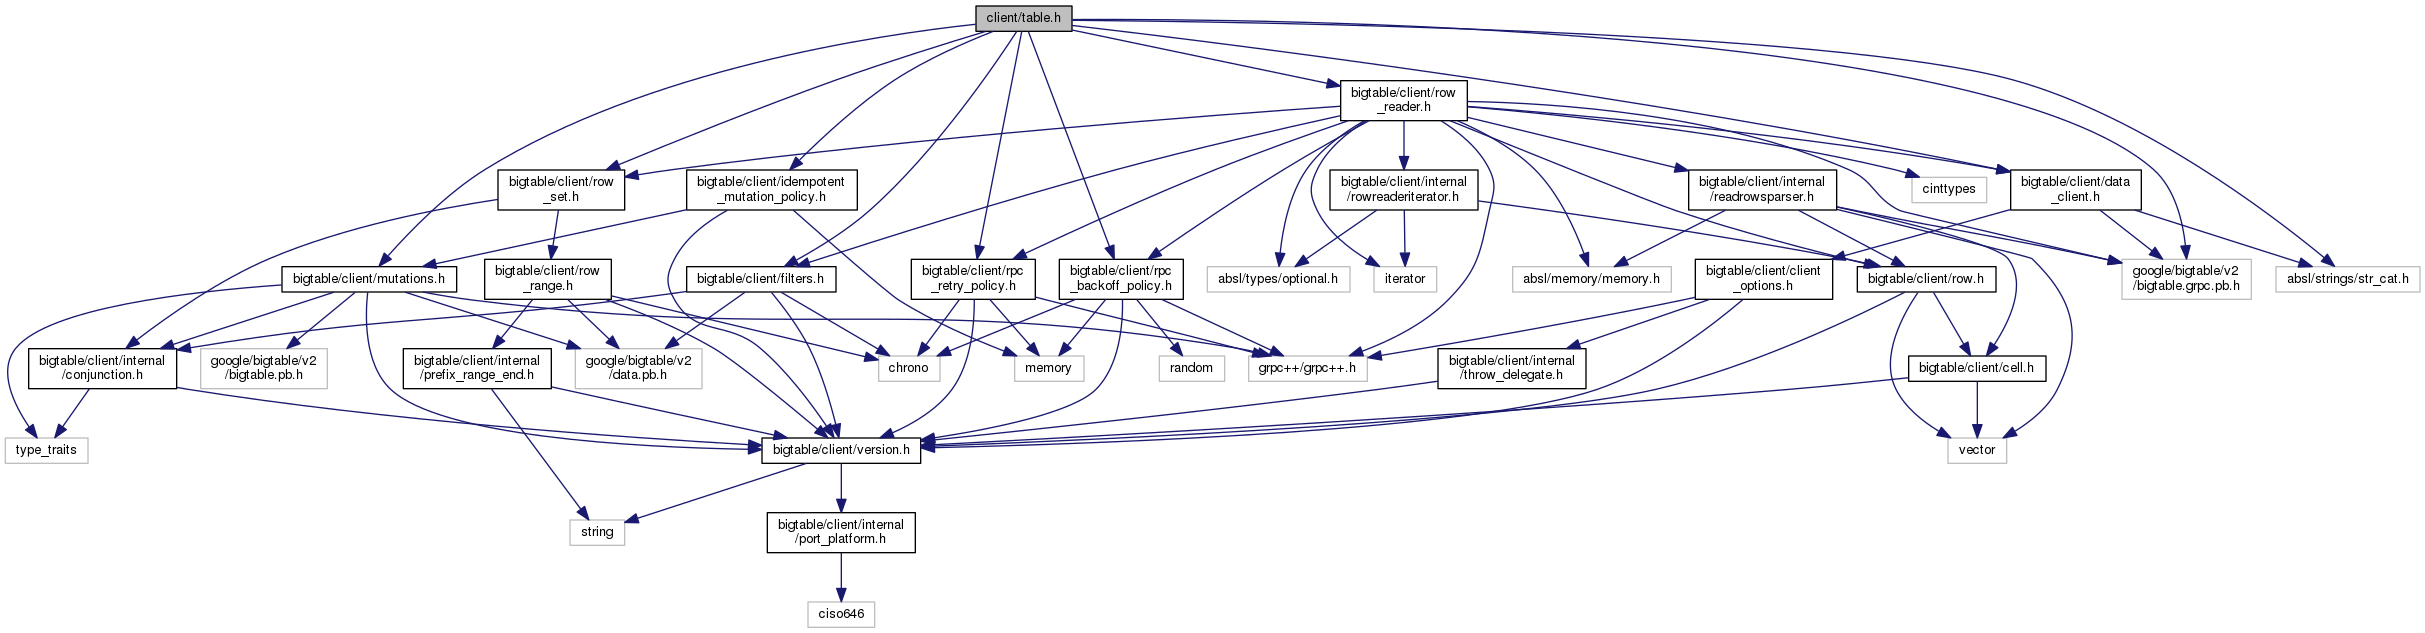 client/table.h
bigtable/client/row
_reader.h
bigtable/client/row
_set.h
bigtable/client/idempotent
_mutation_policy.h
bigtable/client/internal
/rowreaderiterator.h
bigtable/client/internal
/readrowsparser.h
cinttypes
bigtable/client/data
_client.h
bigtable/client/mutations.h
bigtable/client/row
_range.h
bigtable/client/filters.h
bigtable/client/rpc
_retry_policy.h
bigtable/client/rpc
_backoff_policy.h
absl/types/optional.h
iterator
absl/memory/memory.h
bigtable/client/client
_options.h
bigtable/client/row.h
google/bigtable/v2
/bigtable.grpc.pb.h
absl/strings/str_cat.h
bigtable/client/internal
/conjunction.h
google/bigtable/v2
/bigtable.pb.h
bigtable/client/internal
/prefix_range_end.h
google/bigtable/v2
/data.pb.h
chrono
memory
random
grpc++/grpc++.h
bigtable/client/internal
/throw_delegate.h
bigtable/client/cell.h
type_traits
bigtable/client/version.h
vector
string
bigtable/client/internal
/port_platform.h
ciso646